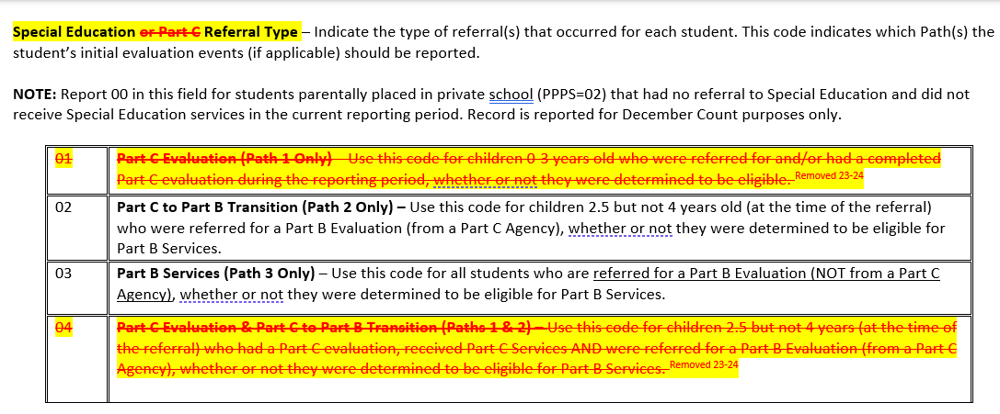 Special Education or Part C Referral Type – Indicate the type of referral(s) that occurred for each student. This code indicates which Path(s) the
student’s initial evaluation events (if applicable) should be reported.
NOTE: Report 00 in this field for students parentally placed in private school (PPPS=02) that had no referral to Special Education and did not
receive Special Education services in the current reporting period. Record is reported for December Count purposes only.
01 Part C Evaluation (Path 1 Only) – Use this code for children 0-3 years old who were referred for and/or had a completed
Part C evaluation during the reporting period, whether or not they were determined to be eligible. Removed 23-24
02 Part C to Part B Transition (Path 2 Only) – Use this code for children 2.5 but not 4 years old (at the time of the referral)
who were referred for a Part B Evaluation (from a Part C Agency), whether or not they were determined to be eligible for
Part B Services.
03 Part B Services (Path 3 Only) – Use this code for all students who are referred for a Part B Evaluation (NOT from a Part C
Agency), whether or not they were determined to be eligible for Part B Services.
04 Part C Evaluation & Part C to Part B Transition (Paths 1 & 2) – Use this code for children 2.5 but not 4 years (at the time of
the referral) who had a Part C evaluation, received Part C Services AND were referred for a Part B Evaluation (from a Part C
Agency), whether or not they were determined to be eligible for Part B Services. Removed 23-24